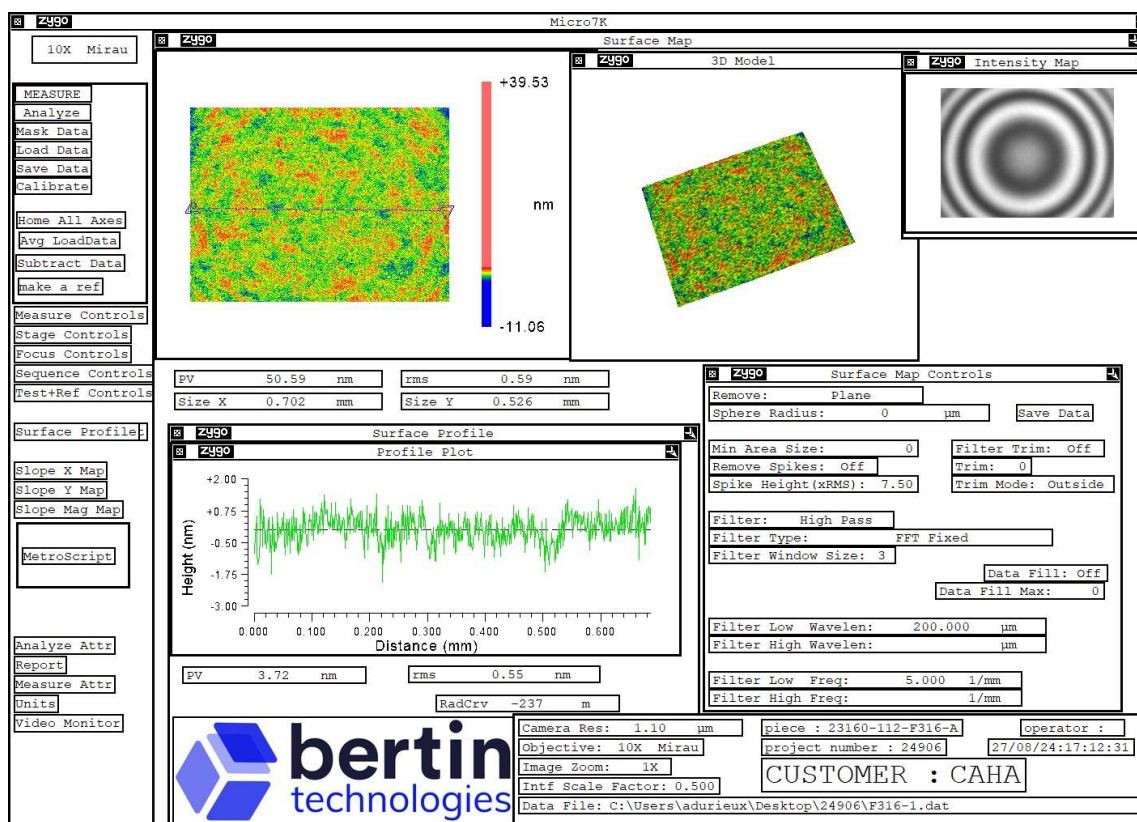 zygo Micro7K
10X Mirau
MEASURE
Analyze
Mask Data
Load Data
Save Data
Calibrate
Home All Axes
Avg LoadData
Subtract Data
make a ref
Measure Controls
Stage Controls
Focus Controls
Sequence Controls
Test+Ref Controls
Surface Profile
Slope X Map
Slope Y Map
Slope Mag Map
MetroScript
Analyze Attr
Report
Measure Attr
Units
Video Monitor
zygo Surface Map
+39.53
nm
-11.06
zygo 3D Model
zygo Intensity Map
PV 50.59 nm
rms 0.59 nm
Size X 0.702 mm
Size Y 0.526 mm
zygo Surface Profile
zygo Profile Plot
Height (nm)
+2.00
+0.75
-0.50
-1.75
-3.00
0.000 0.100 0.200 0.300 0.400 0.500 0.600
Distance (mm)
PV 3.72 nm
rms 0.55 nm
RadCrv -237 m
zygo Surface Map Controls
Remove: Plane
Sphere Radius: 0 µm
Save Data
Min Area Size: 0
Filter Trim: Off
Remove Spikes: Off
Trim: 0
Spike Height(xRMS): 7.50
Trim Mode: Outside
Filter: High Pass
Filter Type: FFT Fixed
Filter Window Size: 3
Data Fill: Off
Data Fill Max: 0
Filter Low Wavelen: 200.000 µm
Filter High Wavelen: µm
Filter Low Freq: 5.000 1/mm
Filter High Freq: 1/mm
bertin
technologies
Camera Res: 1.10 µm
Objective: 10X Mirau
Image Zoom: 1X
Intf Scale Factor: 0.500
piece : 23160-112-F316-A
operator :
project number : 24906
27/08/24:17:12:31
CUSTOMER : CAHA
Data File: C:\Users\adurieux\Desktop\24906\F316-1.dat